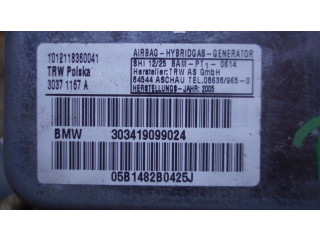 1012118360041
TRW Polska
3037 1167 A
AIRBAG - HYBRIDGAS - GENERATOR
SHI 12/25 BAM - PT1 - 0614
Hersteller: TRW AS GmbH
84544 ASCHAU TEL. 08638/965-0
HERSTELLUNGS - JAHR: 2005
BMW 303419099024
05B1482B0425J